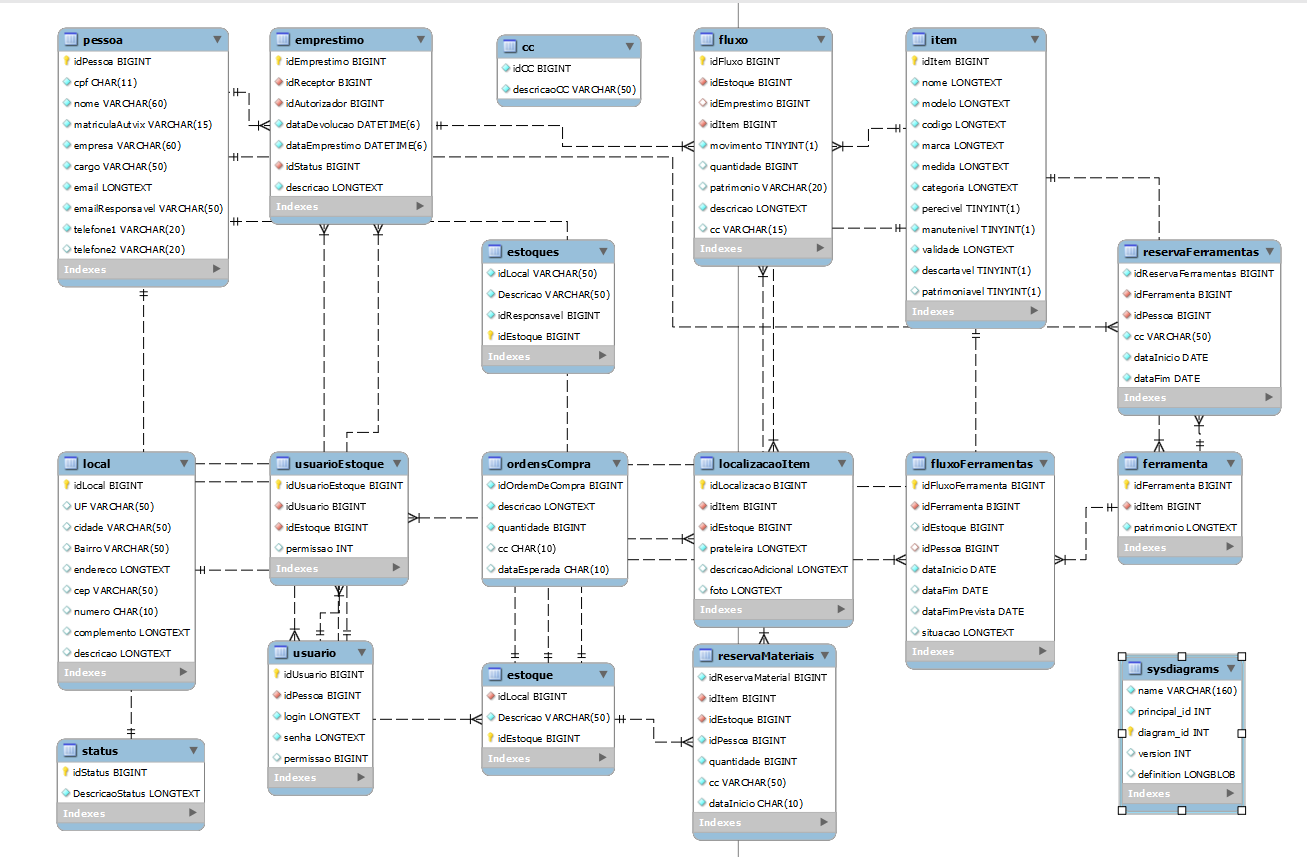 pessoa
idPessoa BIGINT
cpf CHAR(11)
nome VARCHAR(60)
matriculaAutvix VARCHAR(15)
empresa VARCHAR(60)
cargo VARCHAR(50)
email LONGTEXT
emailResponsavel VARCHAR(50)
telefone1 VARCHAR(20)
telefone2 VARCHAR(20)
Indexes
emprestimo
idEmprestimo BIGINT
idReceptor BIGINT
idAutorizador BIGINT
dataDevolucao DATETIME(6)
dataEmprestimo DATETIME(6)
idStatus BIGINT
descricao LONGTEXT
Indexes
cc
idCC BIGINT
descricaoCC VARCHAR(50)
fluxo
idFluxo BIGINT
idEstoque BIGINT
idEmprestimo BIGINT
idItem BIGINT
movimento TINYINT(1)
quantidade BIGINT
patrimonio VARCHAR(20)
descricao LONGTEXT
cc VARCHAR(15)
Indexes
item
idItem BIGINT
nome LONGTEXT
modelo LONGTEXT
codigo LONGTEXT
marca LONGTEXT
medida LONGTEXT
categoria LONGTEXT
perecivel TINYINT(1)
manutenivel TINYINT(1)
validade LONGTEXT
descartavel TINYINT(1)
patrimoniavel TINYINT(1)
Indexes
estoques
idLocal VARCHAR(50)
Descricao VARCHAR(50)
idResponsavel BIGINT
idEstoque BIGINT
Indexes
reservaFerramentas
idReservaFerramentas BIGINT
idFerramenta BIGINT
idPessoa BIGINT
cc VARCHAR(50)
dataInicio DATE
dataFim DATE
Indexes
local
idLocal BIGINT
UF VARCHAR(50)
cidade VARCHAR(50)
Bairro VARCHAR(50)
endereco LONGTEXT
cep VARCHAR(50)
numero CHAR(10)
complemento LONGTEXT
descricao LONGTEXT
Indexes
usuarioEstoque
idUsuarioEstoque BIGINT
idUsuario BIGINT
idEstoque BIGINT
permissao INT
Indexes
ordensCompra
idOrdemDeCompra BIGINT
descricao LONGTEXT
quantidade BIGINT
cc CHAR(10)
dataEsperada CHAR(10)
localizacaoItem
idLocalizacao BIGINT
idItem BIGINT
idEstoque BIGINT
prateleira LONGTEXT
descricaoAdicional LONGTEXT
foto LONGTEXT
Indexes
fluxoFerramentas
idFluxoFerramenta BIGINT
idFerramenta BIGINT
idEstoque BIGINT
idPessoa BIGINT
dataInicio DATE
dataFim DATE
dataFimPrevista DATE
situacao LONGTEXT
Indexes
ferramenta
idFerramenta BIGINT
idItem BIGINT
patrimonio LONGTEXT
Indexes
usuario
idUsuario BIGINT
idPessoa BIGINT
login LONGTEXT
senha LONGTEXT
permissao BIGINT
Indexes
estoque
idLocal BIGINT
Descricao VARCHAR(50)
idEstoque BIGINT
Indexes
reservaMateriais
idReservaMaterial BIGINT
idItem BIGINT
idEstoque BIGINT
idPessoa BIGINT
quantidade BIGINT
cc VARCHAR(50)
dataInicio CHAR(10)
Indexes
sysdiagrams
name VARCHAR(160)
principal_id INT
diagram_id INT
version INT
definition LONGBLOB
Indexes
status
idStatus BIGINT
DescricaoStatus LONGTEXT
Indexes